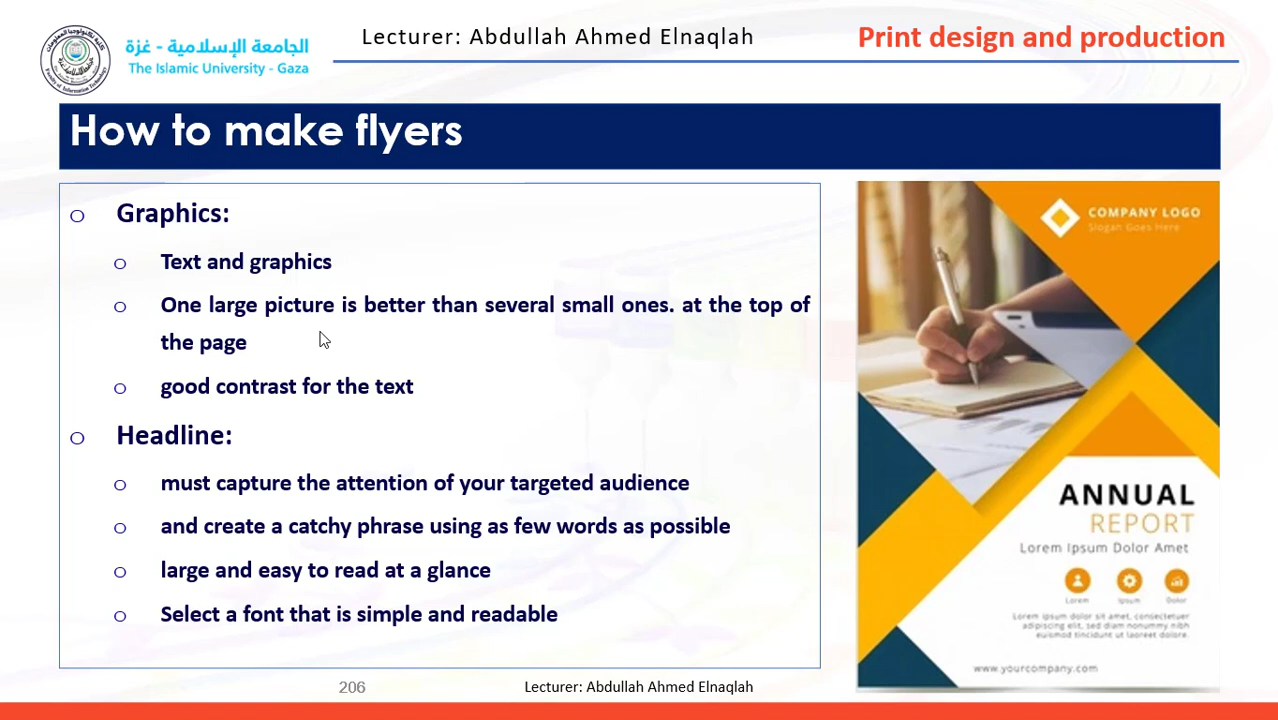 الجامعة الإسلامية - غزة
The Islamic University - Gaza
Lecturer: Abdullah Ahmed Elnaqlah
Print design and production
How to make flyers
o Graphics:
o Text and graphics
o One large picture is better than several small ones. at the top of
the page
o good contrast for the text
o Headline:
o must capture the attention of your targeted audience
o and create a catchy phrase using as few words as possible
o large and easy to read at a glance
o Select a font that is simple and readable
COMPANY LOGO
Slogan Goes Here
ANNUAL
REPORT
Lorem Ipsum Dolor Amet
Lorem Ipsum Dolor
Lorem ipsum dolor sit amet, consectetuer
adipiscing elit, sed diam nonummy nibh
euismod tincidunt ut laoreet dolore.
www.yourcompany.com
206
Lecturer: Abdullah Ahmed Elnaqlah